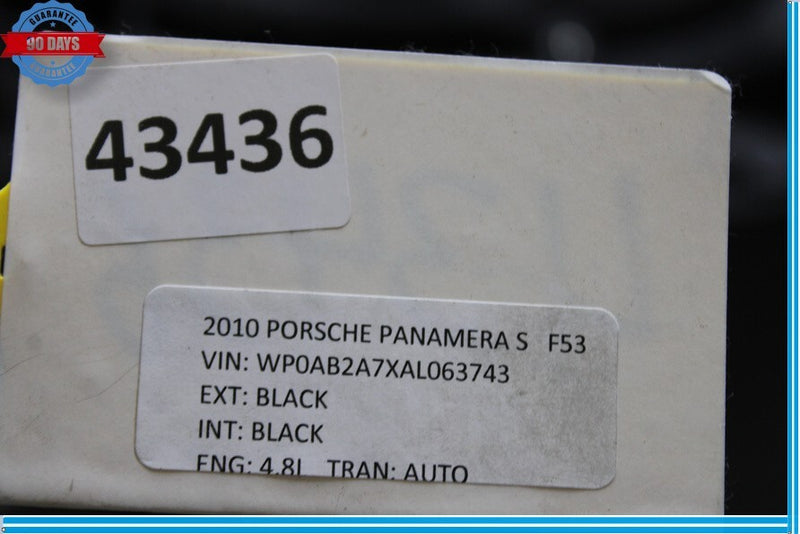 GUARANTEE
90 DAYS
GUARANTEE
43436
2010 PORSCHE PANAMERA S F53
VIN: WP0AB2A7XAL063743
EXT: BLACK
INT: BLACK
ENG: 4.8L TRAN: AUTO